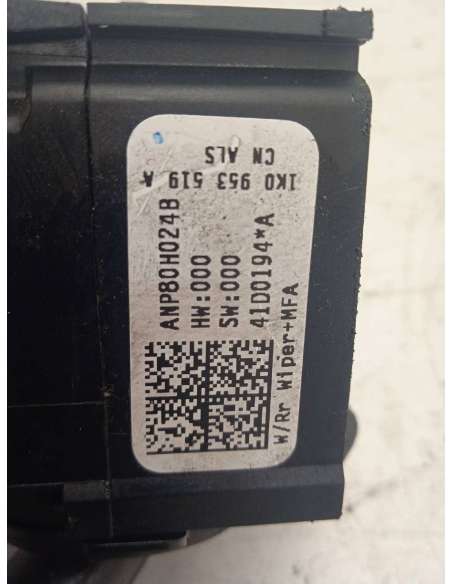 1K0 953 519 A
CN ALS
ANP80H024B
HW:000
SW:000
41D0194*A
W/Rr Wiper+MFA